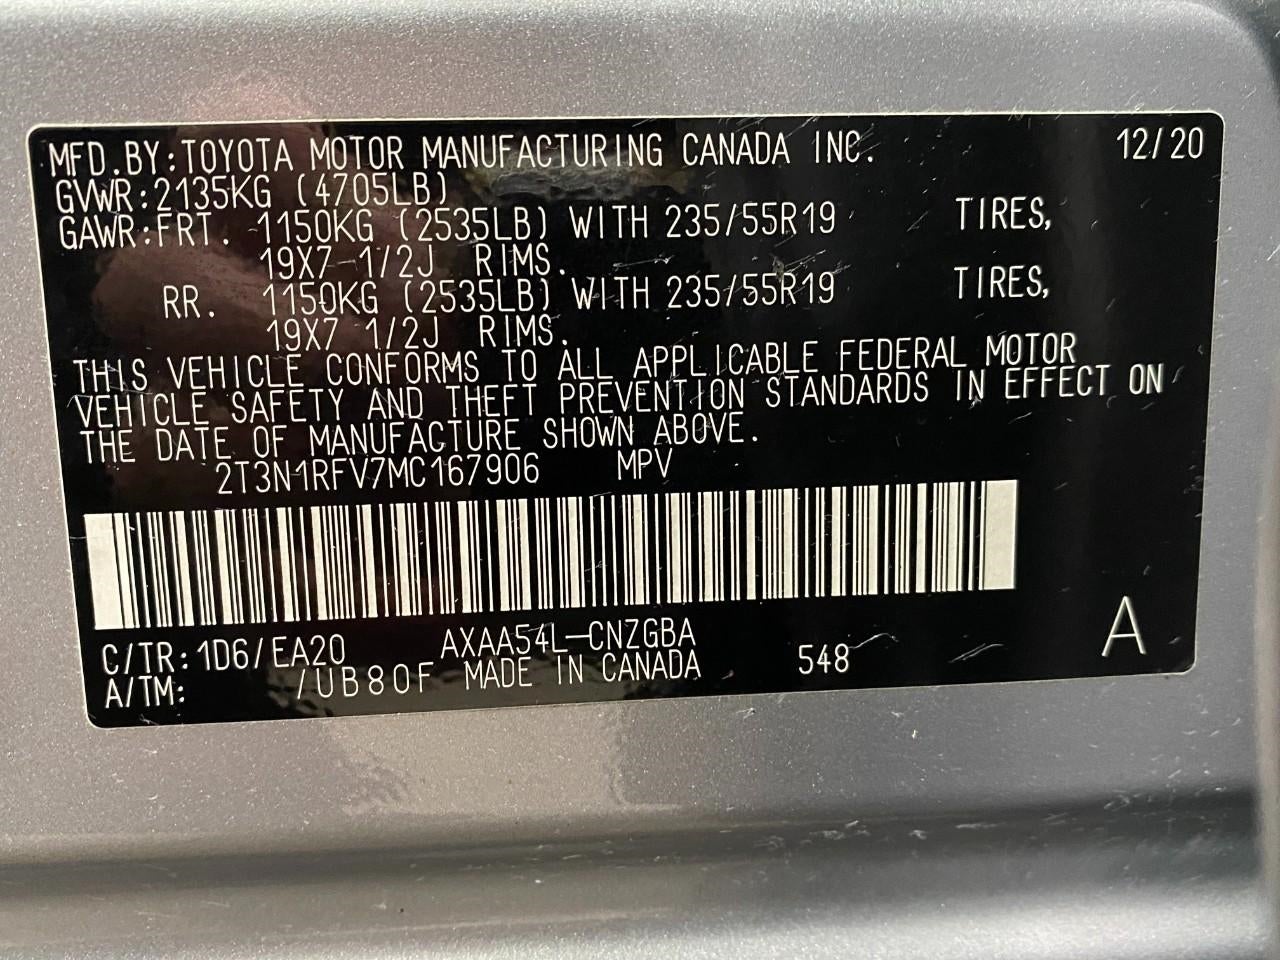 MFD.BY:TOYOTA MOTOR MANUFACTURING CANADA INC. 12/20
GVWR:2135KG (4705LB)
GAWR:FRT. 1150KG (2535LB) WITH 235/55R19 TIRES,
19X7 1/2J RIMS.
RR. 1150KG (2535LB) WITH 235/55R19 TIRES,
19X7 1/2J RIMS.
THIS VEHICLE CONFORMS TO ALL APPLICABLE FEDERAL MOTOR
VEHICLE SAFETY AND THEFT PREVENTION STANDARDS IN EFFECT ON
THE DATE OF MANUFACTURE SHOWN ABOVE.
2T3N1RFV7MC167906 MPV
C/TR:1D6/EA20 AXAA54L-CNZGBA
A/TM: /UB80F MADE IN CANADA 548 A